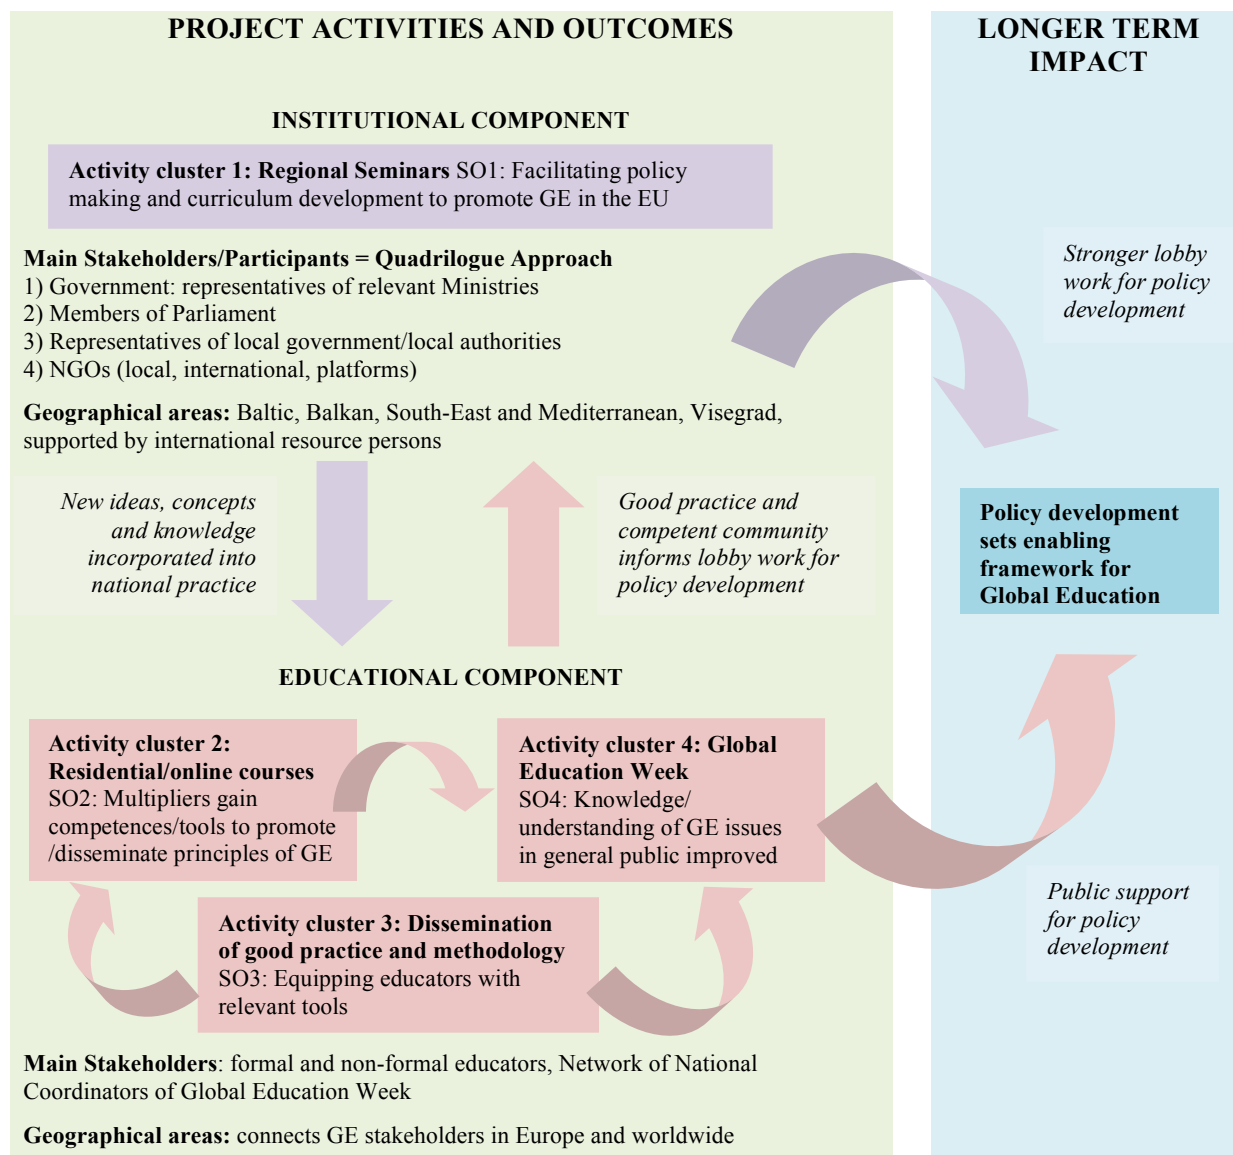 PROJECT ACTIVITIES AND OUTCOMES
LONGER TERM
IMPACT
INSTITUTIONAL COMPONENT
Activity cluster 1: Regional Seminars SO1: Facilitating policy
making and curriculum development to promote GE in the EU
Main Stakeholders/Participants = Quadrilogue Approach
1) Government: representatives of relevant Ministries
2) Members of Parliament
3) Representatives of local government/local authorities
4) NGOs (local, international, platforms)
Geographical areas: Baltic, Balkan, South-East and Mediterranean, Visegrad,
supported by international resource persons
Stronger lobby
work for policy
development
New ideas, concepts
and knowledge
incorporated into
national practice
Good practice and
competent community
informs lobby work for
policy development
Policy development
sets enabling
framework for
Global Education
EDUCATIONAL COMPONENT
Activity cluster 2:
Residential/online courses
SO2: Multipliers gain
competences/tools to promote
/disseminate principles of GE
Activity cluster 4: Global
Education Week
SO4: Knowledge/
understanding of GE issues
in general public improved
Activity cluster 3: Dissemination
of good practice and methodology
SO3: Equipping educators with
relevant tools
Public support
for policy
development
Main Stakeholders: formal and non-formal educators, Network of National
Coordinators of Global Education Week
Geographical areas: connects GE stakeholders in Europe and worldwide